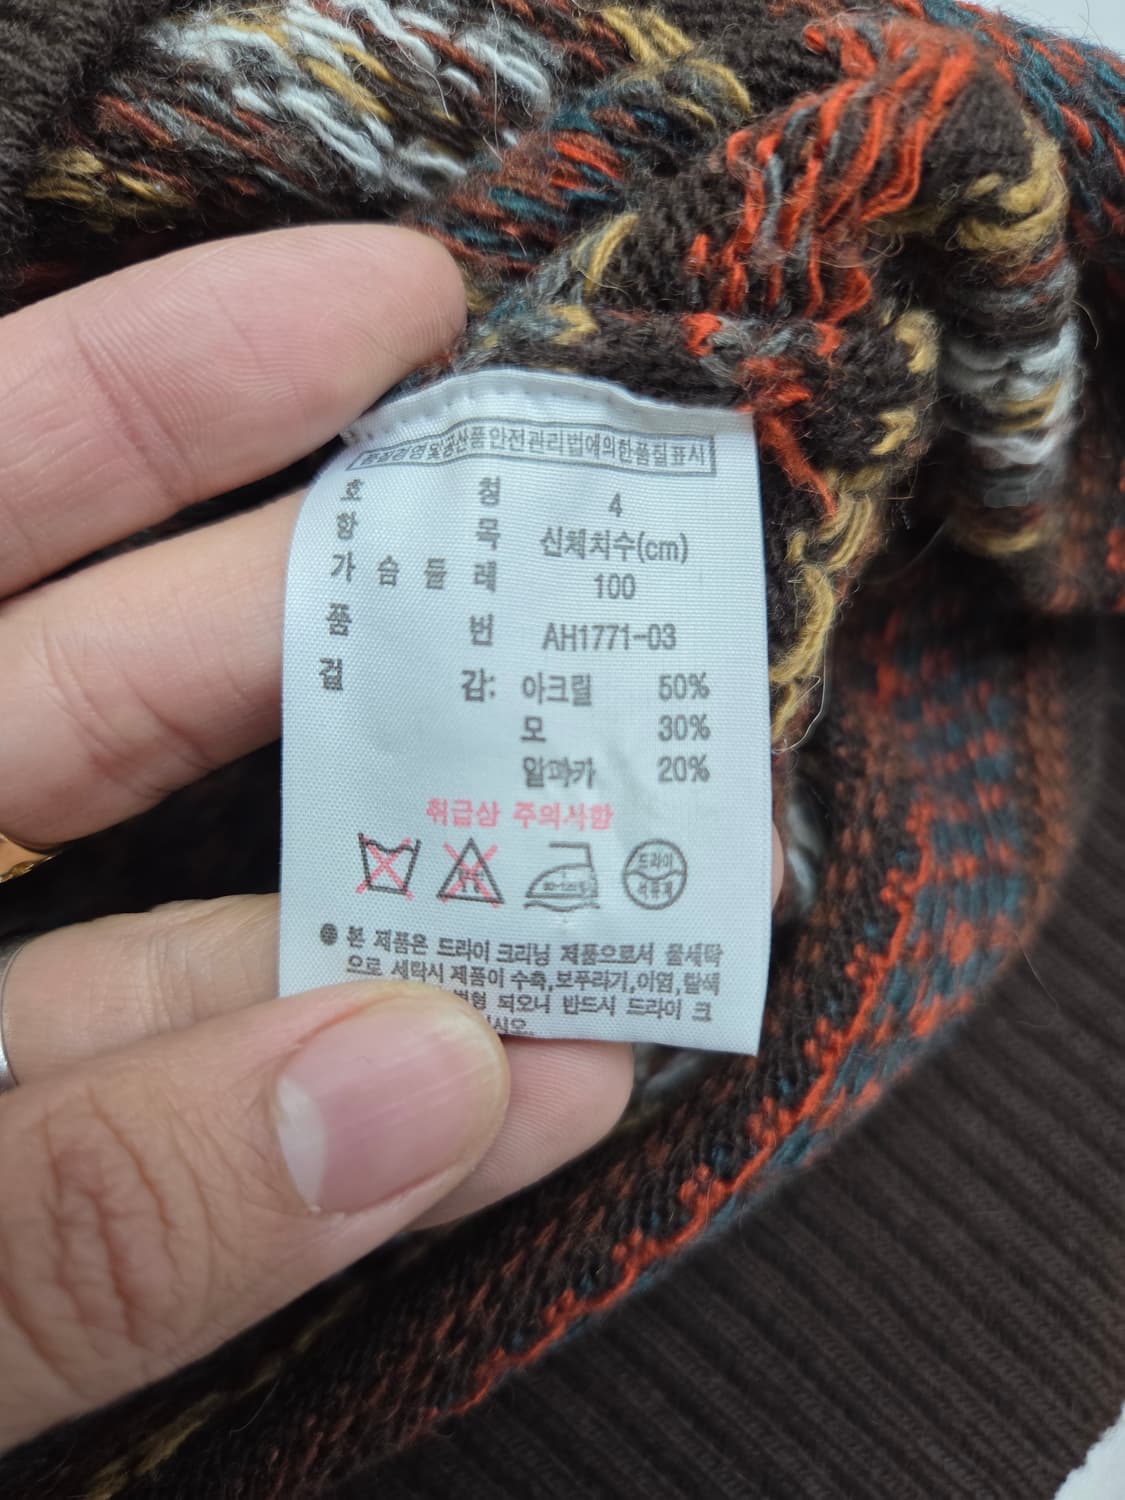 품질경영및공산품안전관리법에의한품질표시
호 칭 4
항 목 신체치수(cm)
가 슴 둘 레 100
품 번 AH1771-03
겉 감: 아크릴 50%
모 30%
알파카 20%
취급상 주의사항
드라이
석유계
본 제품은 드라이 크리닝 제품으로서 물세탁
으로 세탁시 제품이 수축,보푸라기,이염,탈색
변형 되오니 반드시 드라이 크
시오.